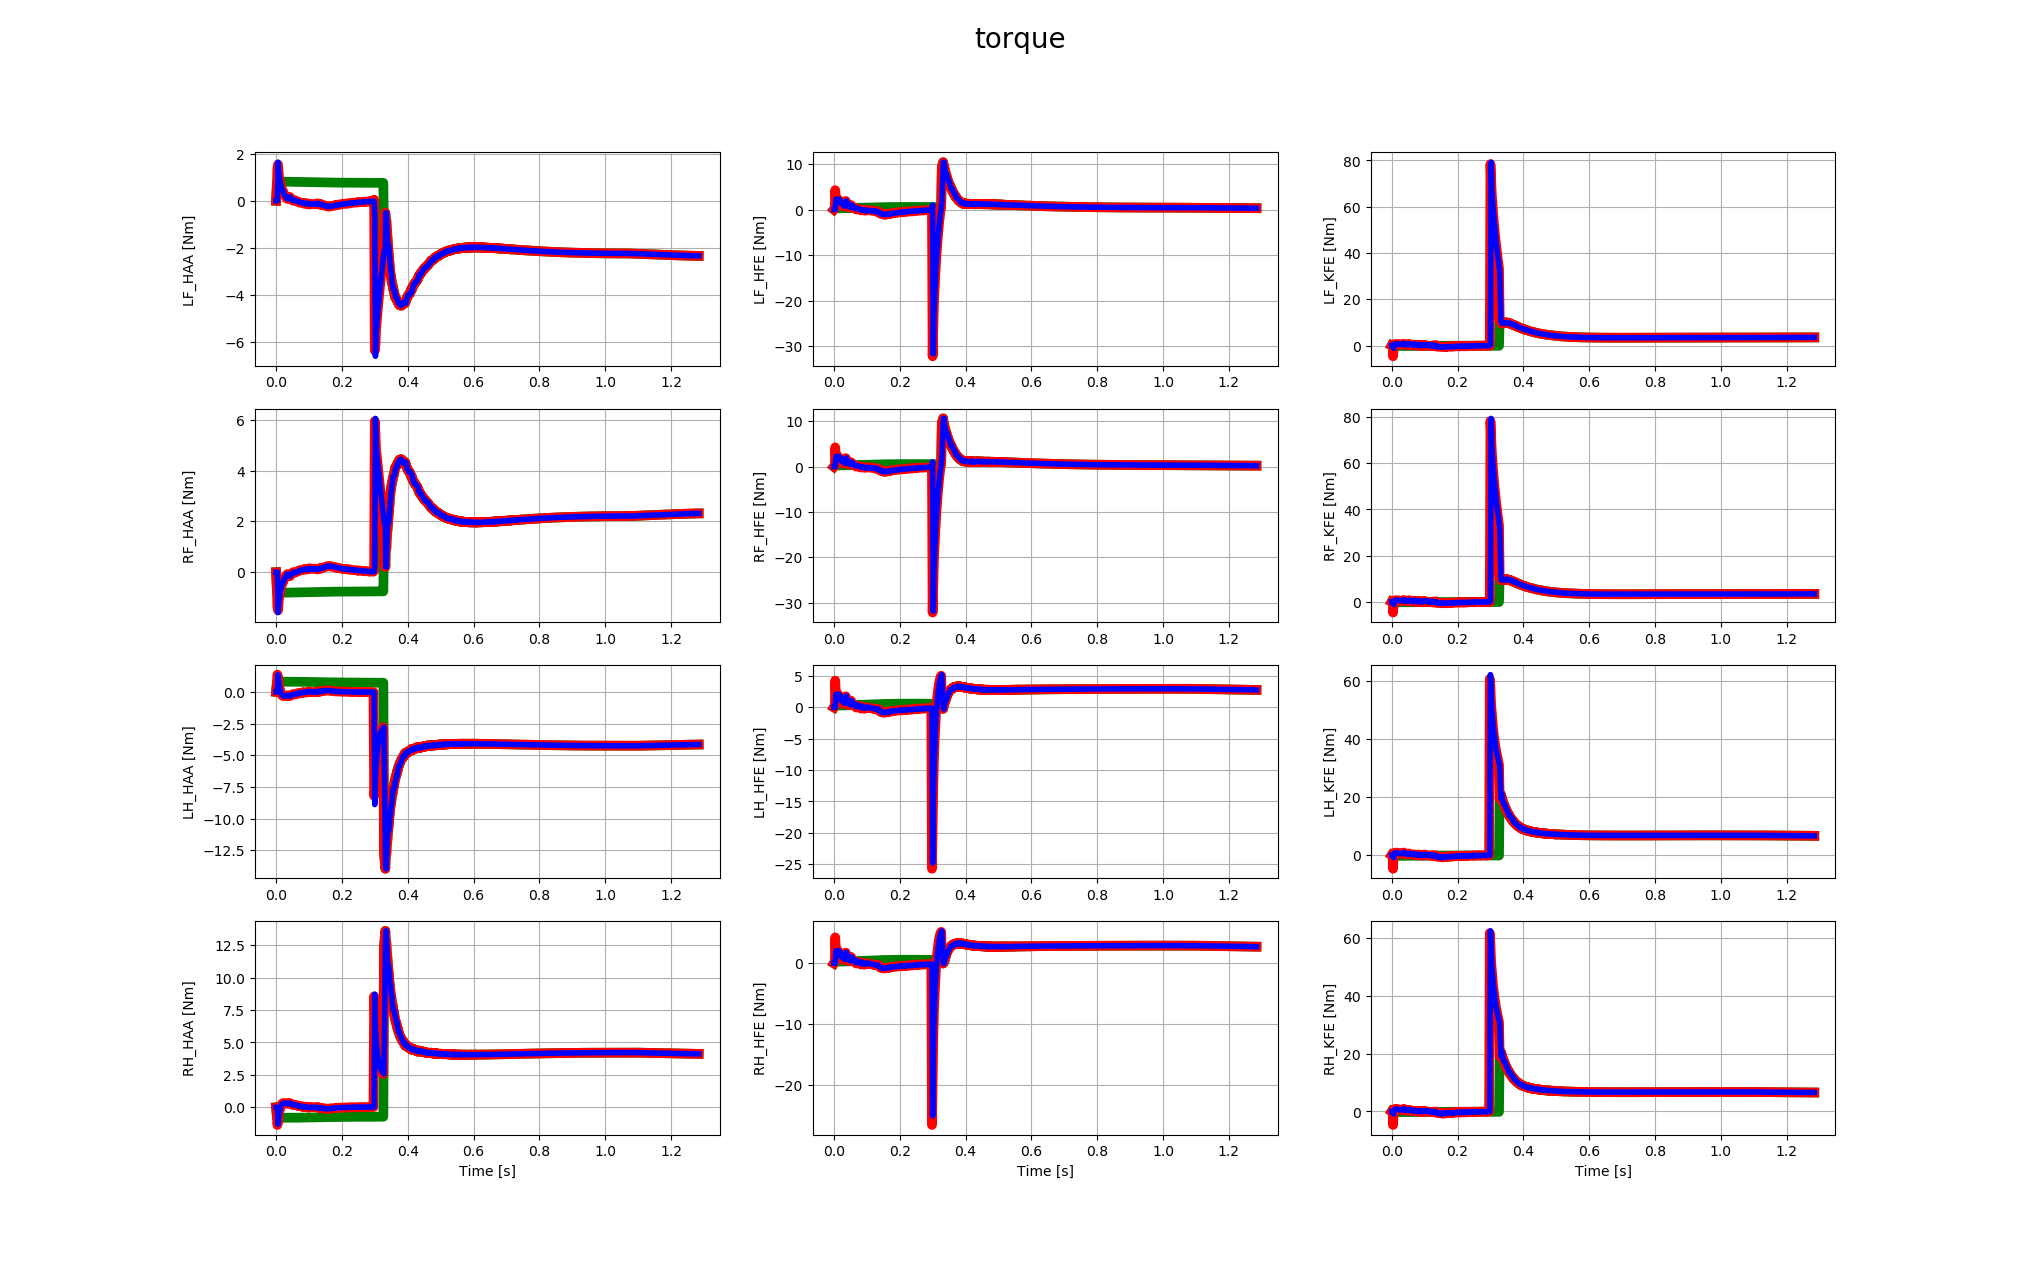 torque
LF_HAA [Nm]
2
0
−2
−4
−6
0.0 0.2 0.4 0.6 0.8 1.0 1.2
LF_HFE [Nm]
10
0
−10
−20
−30
0.0 0.2 0.4 0.6 0.8 1.0 1.2
LF_KFE [Nm]
80
60
40
20
0
0.0 0.2 0.4 0.6 0.8 1.0 1.2
RF_HAA [Nm]
6
4
2
0
0.0 0.2 0.4 0.6 0.8 1.0 1.2
RF_HFE [Nm]
10
0
−10
−20
−30
0.0 0.2 0.4 0.6 0.8 1.0 1.2
RF_KFE [Nm]
80
60
40
20
0
0.0 0.2 0.4 0.6 0.8 1.0 1.2
LH_HAA [Nm]
0.0
−2.5
−5.0
−7.5
−10.0
−12.5
0.0 0.2 0.4 0.6 0.8 1.0 1.2
LH_HFE [Nm]
5
0
−5
−10
−15
−20
−25
0.0 0.2 0.4 0.6 0.8 1.0 1.2
LH_KFE [Nm]
60
40
20
0
0.0 0.2 0.4 0.6 0.8 1.0 1.2
RH_HAA [Nm]
12.5
10.0
7.5
5.0
2.5
0.0
0.0 0.2 0.4 0.6 0.8 1.0 1.2
Time [s]
RH_HFE [Nm]
0
−10
−20
0.0 0.2 0.4 0.6 0.8 1.0 1.2
Time [s]
RH_KFE [Nm]
60
40
20
0
0.0 0.2 0.4 0.6 0.8 1.0 1.2
Time [s]